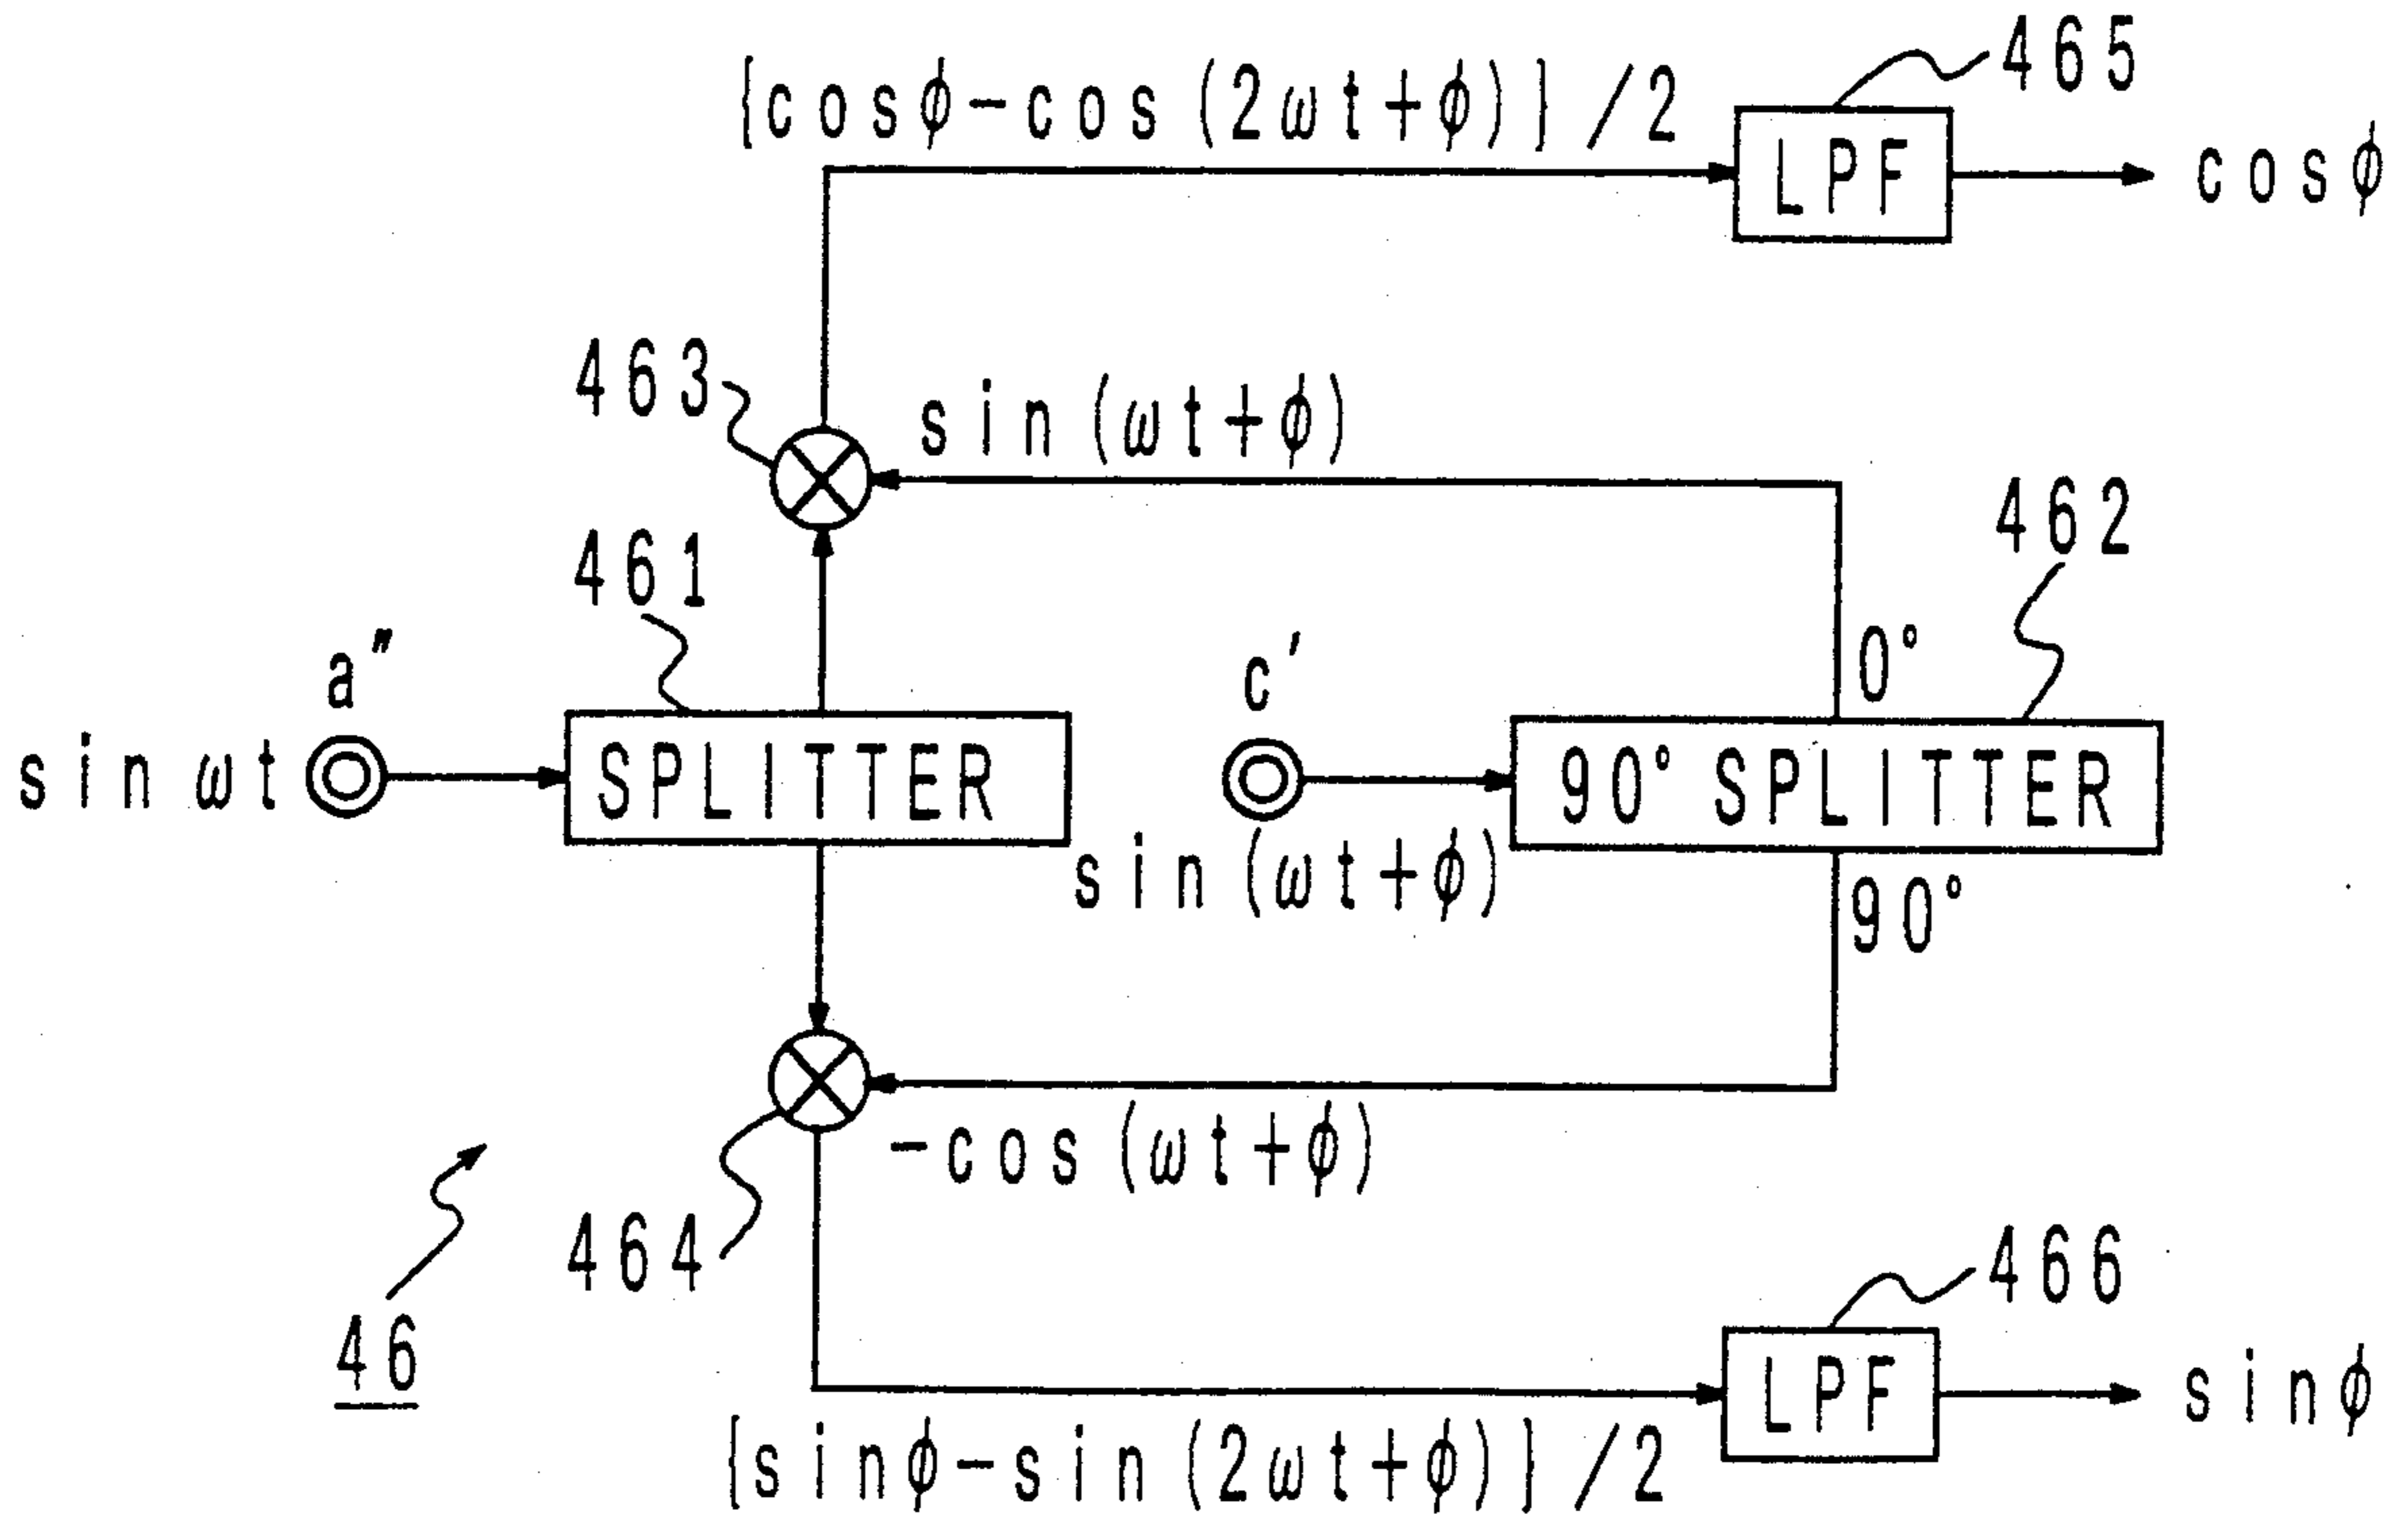 465
{cosϕ-cos(2ωt+ϕ)}/2
LPF
cosϕ
463
sin(ωt+ϕ)
462
461
0°
a″
c′
sin ωt
SPLITTER
90° SPLITTER
sin(ωt+ϕ)
90°
-cos(ωt+ϕ)
464
466
46
LPF
sinϕ
{sinϕ-sin(2ωt+ϕ)}/2